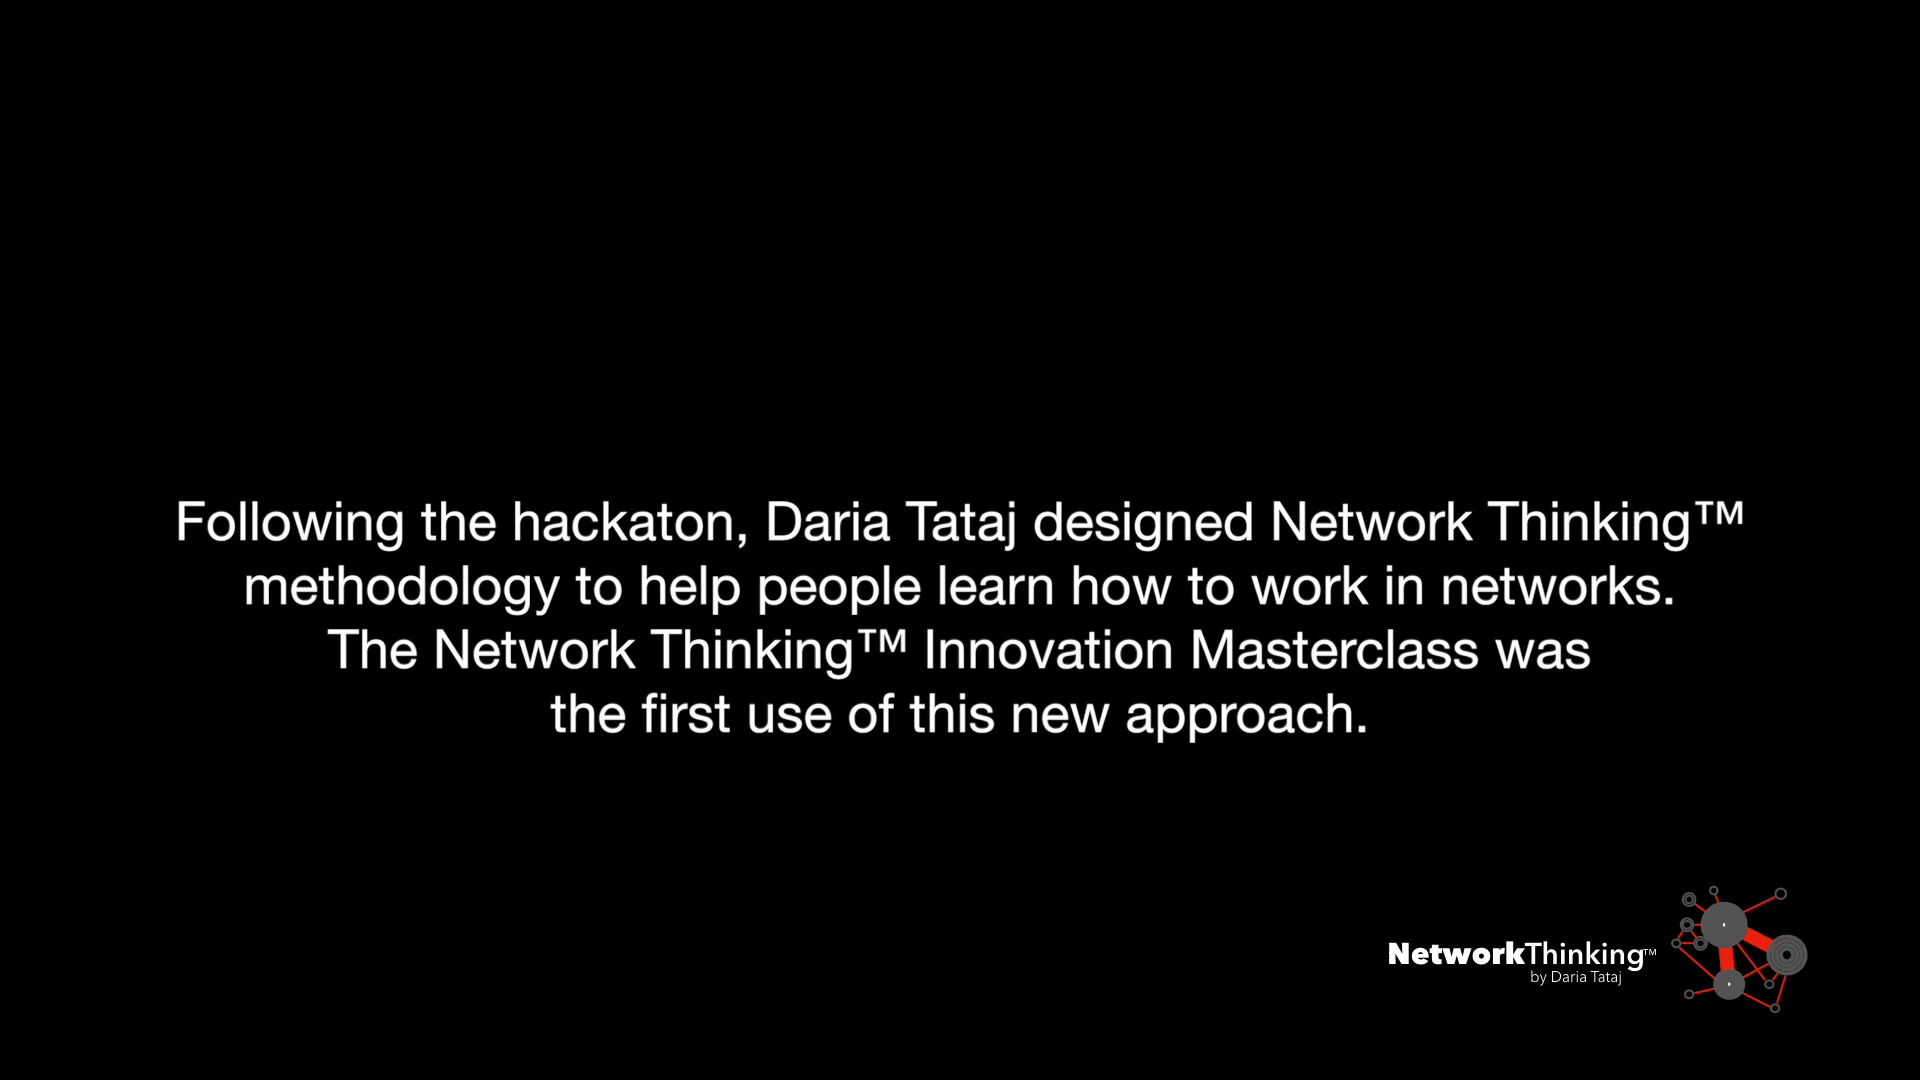 Following the hackaton, Daria Tataj designed Network Thinking™
methodology to help people learn how to work in networks.
The Network Thinking™ Innovation Masterclass was
the first use of this new approach.
NetworkThinking™
by Daria Tataj